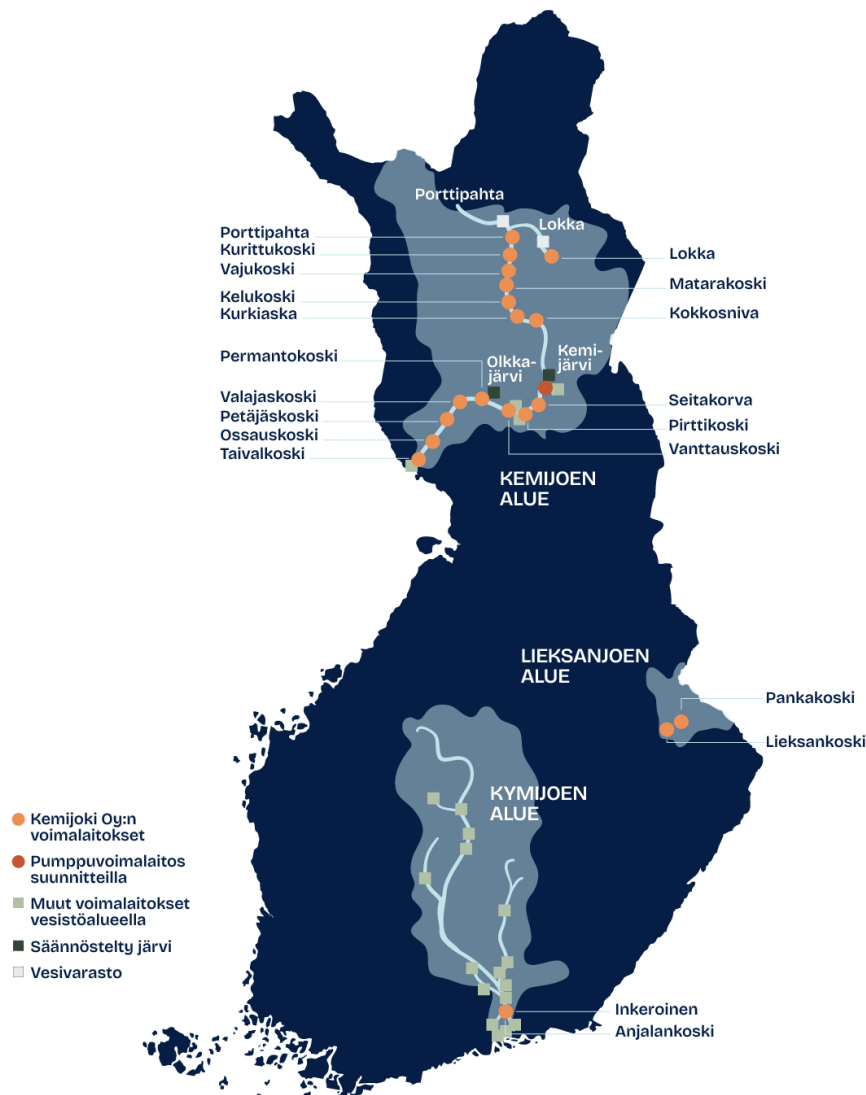 Porttipahta
Lokka
Porttipahta
Kurittukoski
Vajukoski
Kelukoski
Kurkiaska
Permantokoski
Valajaskoski
Petäjäskoski
Ossauskoski
Taivalkoski
Olkka-
järvi
Kemi-
järvi
Lokka
Matarakoski
Kokkosniva
Seitakorva
Pirttikoski
Vanttauskoski
KEMIJOEN
ALUE
LIEKSANJOEN
ALUE
Pankakoski
Lieksankoski
KYMIJOEN
ALUE
Inkeroinen
Anjalankoski
Kemijoki Oy:n
voimalaitokset
Pumppuvoimalaitos
suunnitteilla
Muut voimalaitokset
vesistöalueella
Säännöstelty järvi
Vesivarasto